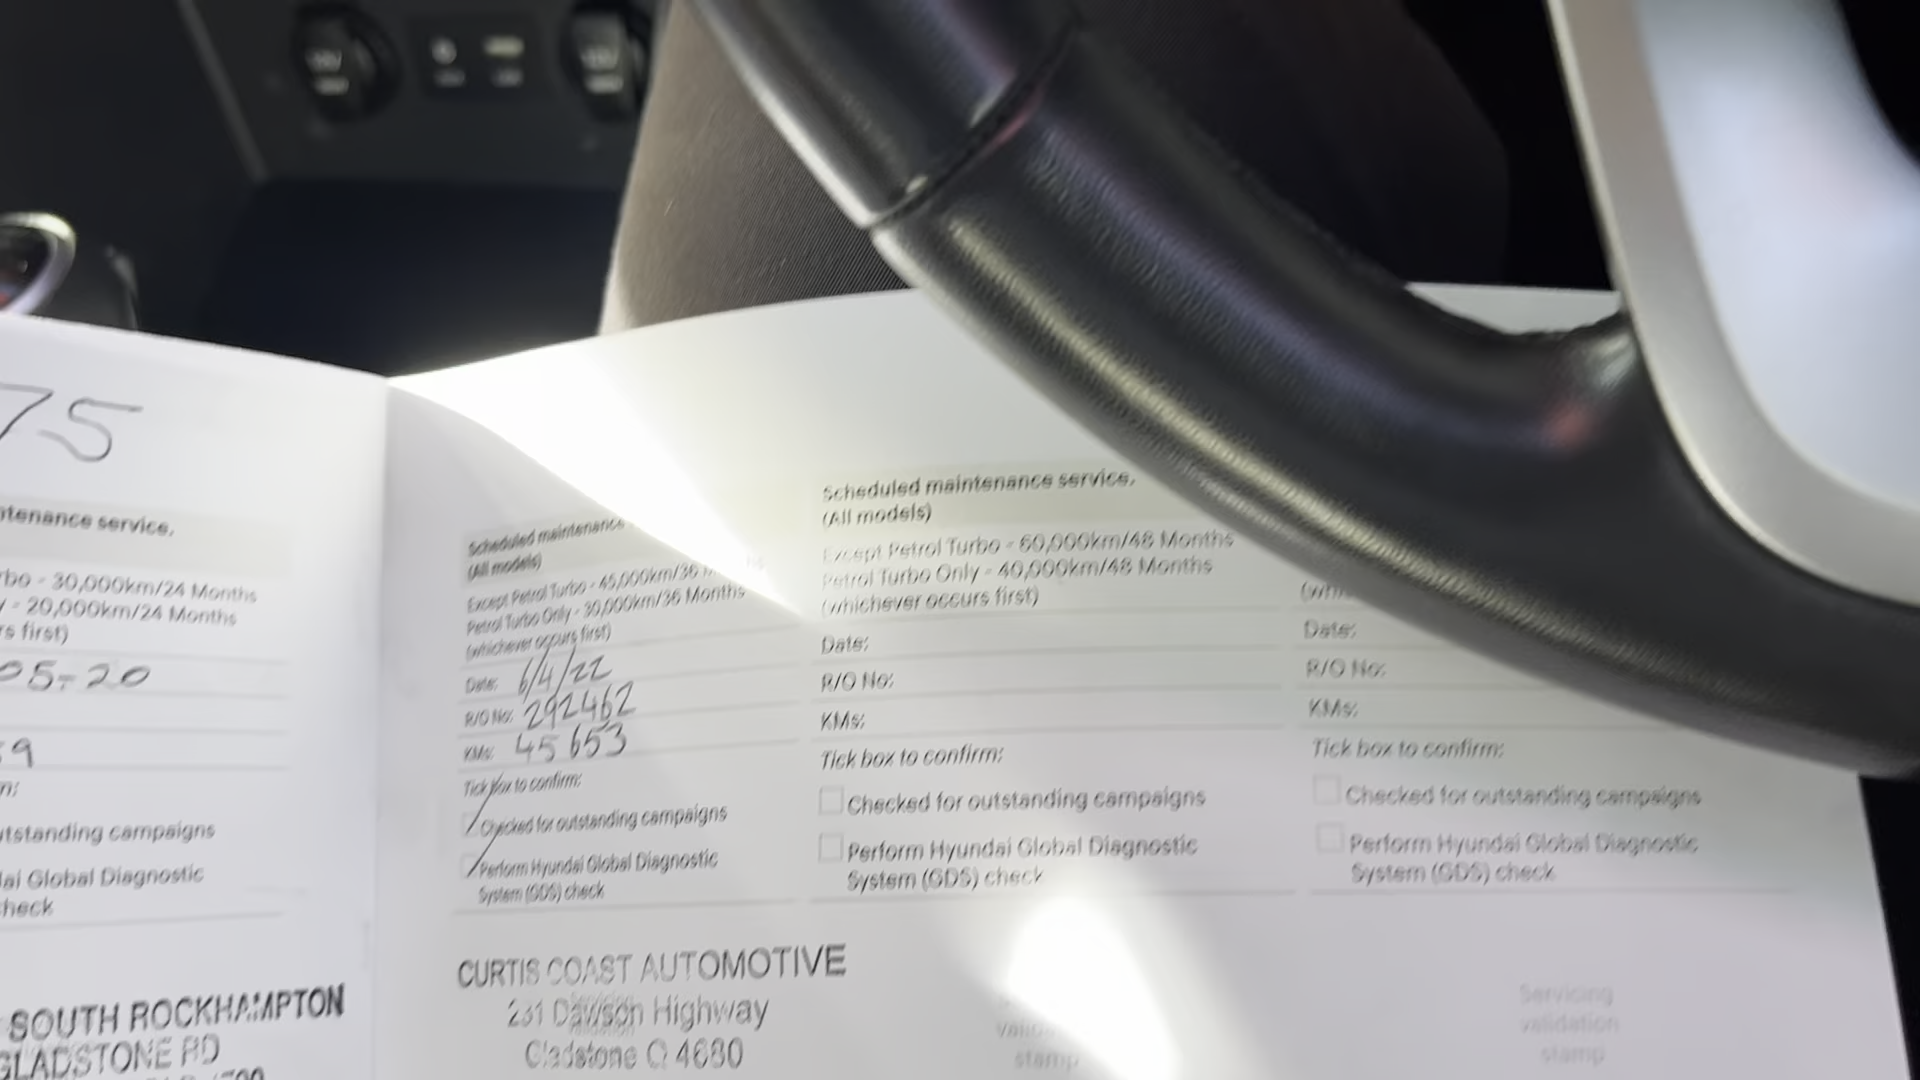 75
ntenance service,
rbo - 30,000km/24 Months
y - 20,000km/24 Months
rs first)
05-20
59
n:
utstanding campaigns
dai Global Diagnostic
check
SOUTH ROCKHAMPTON
GLADSTONE RD
Scheduled maintenance
(All models)
Except Petrol Turbo - 45,000km/36 M
Petrol Turbo Only - 30,000km/36 Months
(whichever occurs first)
Date: 6/4/22
R/O No: 292462
KMs: 45653
Tick box to confirm:
Checked for outstanding campaigns
Perform Hyundai Global Diagnostic
System (GDS) check
CURTIS COAST AUTOMOTIVE
231 Dawson Highway
Gladstone Q 4680
Scheduled maintenance service,
(All models)
Except Petrol Turbo - 60,000km/48 Months
Petrol Turbo Only - 40,000km/48 Months
(whichever occurs first)
Date:
R/O No:
KMs:
Tick box to confirm:
Checked for outstanding campaigns
Perform Hyundai Global Diagnostic
System (GDS) check
stamp
(whi
Date:
R/O No:
KMs:
Tick box to confirm:
Checked for outstanding campaigns
Perform Hyundai Global Diagnostic
System (GDS) check
Servicing
validation
stamp